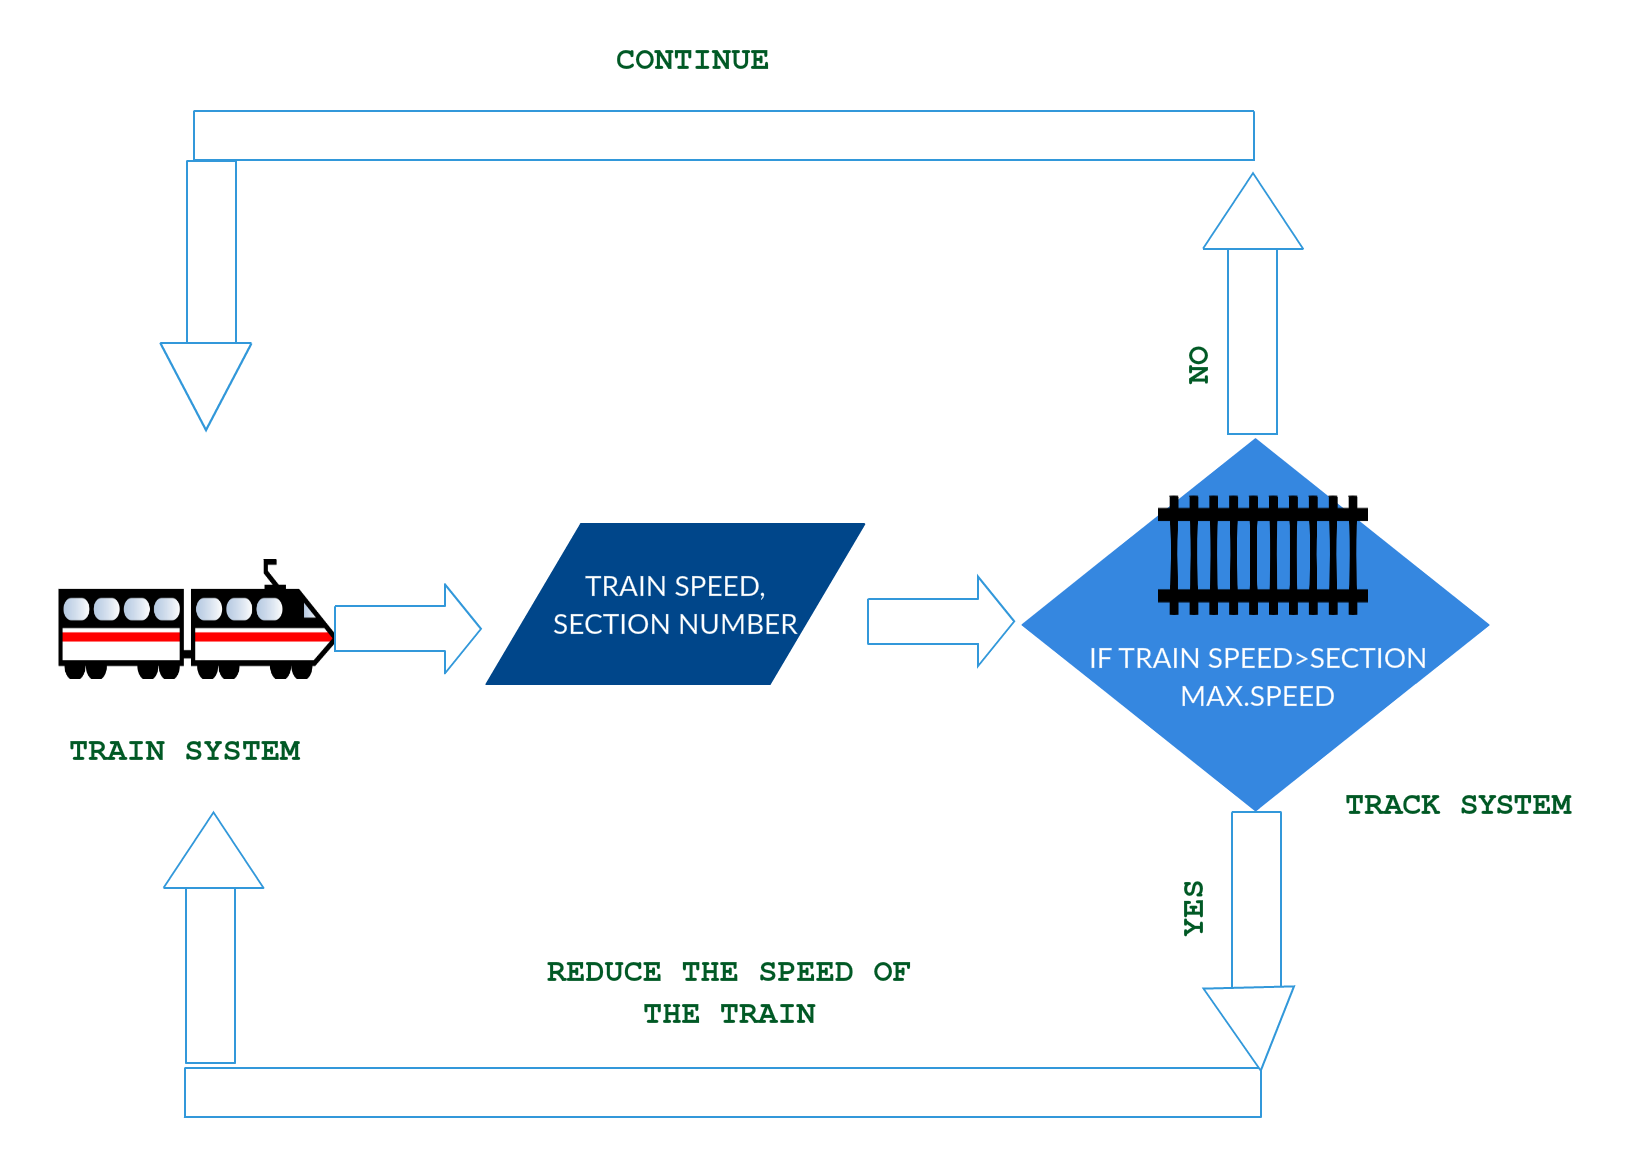 CONTINUE
NO
TRAIN SPEED,
SECTION NUMBER
IF TRAIN SPEED>SECTION
MAX.SPEED
TRAIN SYSTEM
TRACK SYSTEM
YES
REDUCE THE SPEED OF
THE TRAIN